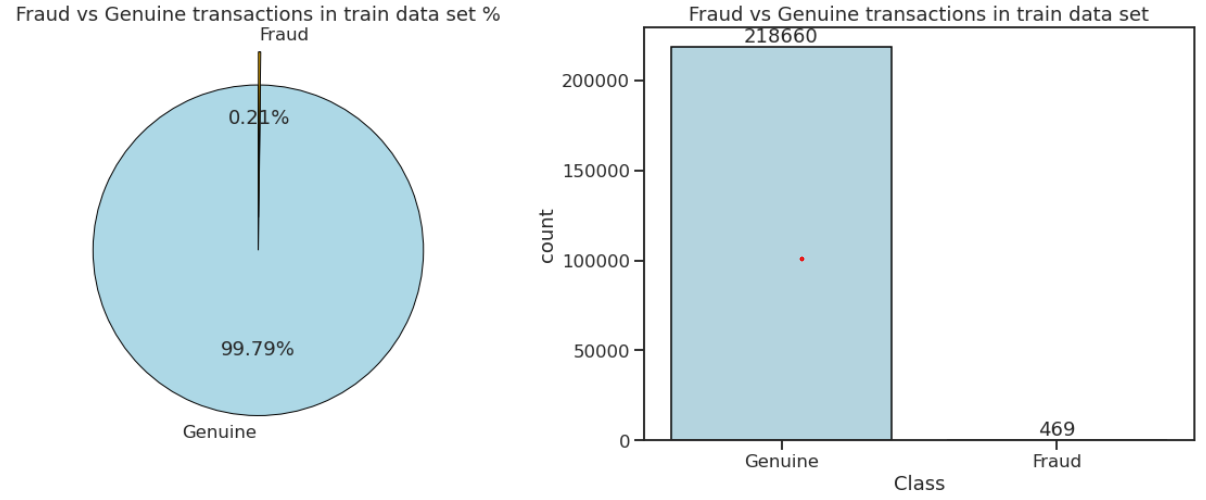 Fraud vs Genuine transactions in train data set %
Fraud
0.21%
99.79%
Genuine
Fraud vs Genuine transactions in train data set
218660
200000
150000
100000
50000
0
count
469
Genuine
Fraud
Class